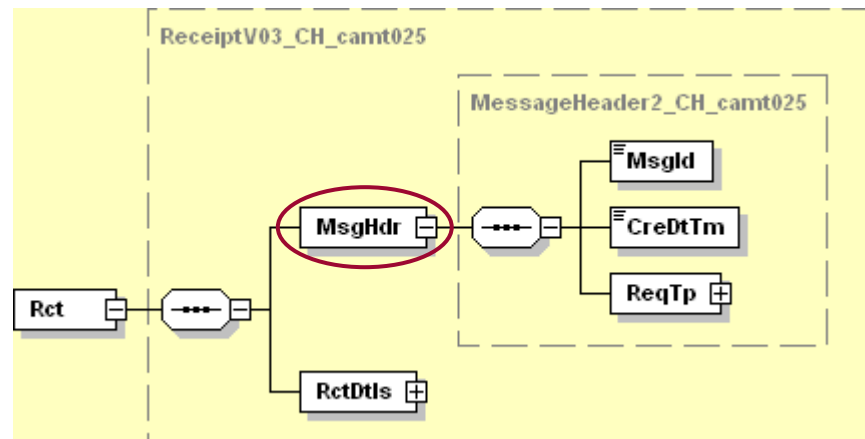 ReceiptV03_CH_camt025
MessageHeader2_CH_camt025
MsgId
MsgHdr
CreDtTm
ReqTp
Rct
RctDtls